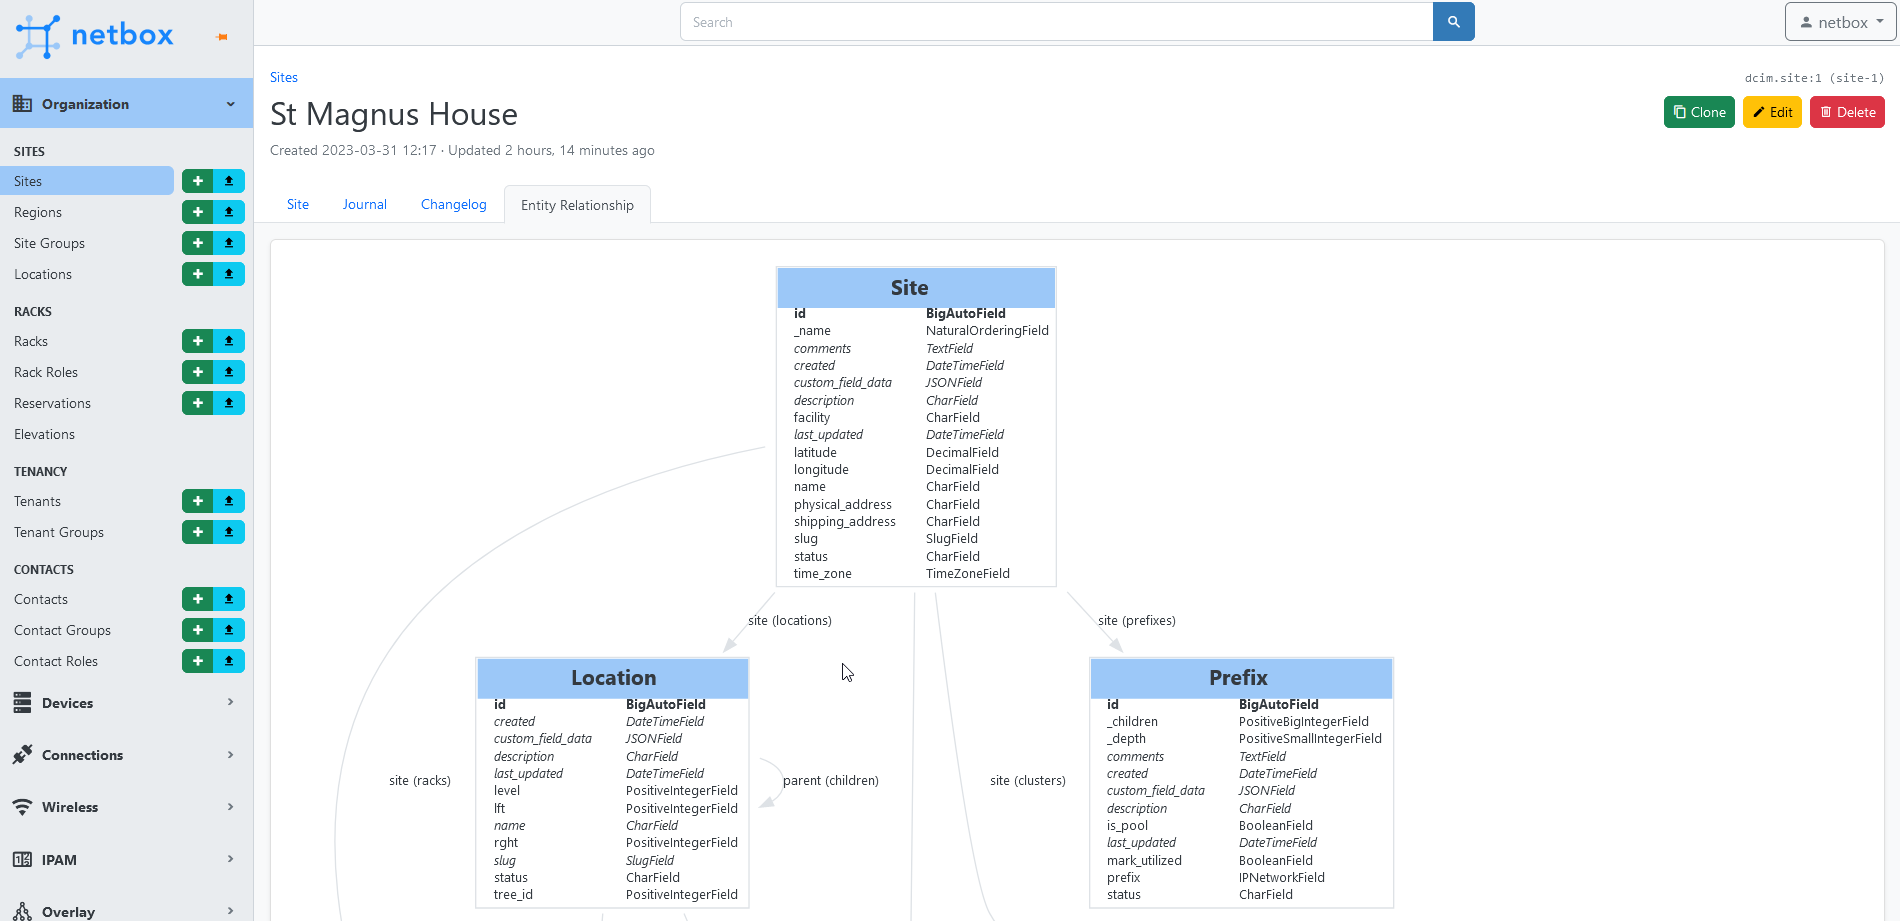 netbox
Search
netbox
Organization
SITES
Sites
Regions
Site Groups
Locations
RACKS
Racks
Rack Roles
Reservations
Elevations
TENANCY
Tenants
Tenant Groups
CONTACTS
Contacts
Contact Groups
Contact Roles
Devices
Connections
Wireless
IPAM
Overlay
Sites
dcim.site:1 (site-1)
St Magnus House
Clone Edit Delete
Created 2023-03-31 12:17 · Updated 2 hours, 14 minutes ago
Site Journal Changelog Entity Relationship
Site
id BigAutoField
_name NaturalOrderingField
comments TextField
created DateTimeField
custom_field_data JSONField
description CharField
facility CharField
last_updated DateTimeField
latitude DecimalField
longitude DecimalField
name CharField
physical_address CharField
shipping_address CharField
slug SlugField
status CharField
time_zone TimeZoneField
site (locations)
site (prefixes)
Location
id BigAutoField
created DateTimeField
custom_field_data JSONField
description CharField
last_updated DateTimeField
level PositiveIntegerField
lft PositiveIntegerField
name CharField
rght PositiveIntegerField
slug SlugField
status CharField
tree_id PositiveIntegerField
site (racks)
parent (children)
site (clusters)
Prefix
id BigAutoField
_children PositiveBigIntegerField
_depth PositiveSmallIntegerField
comments TextField
created DateTimeField
custom_field_data JSONField
description CharField
is_pool BooleanField
last_updated DateTimeField
mark_utilized BooleanField
prefix IPNetworkField
status CharField